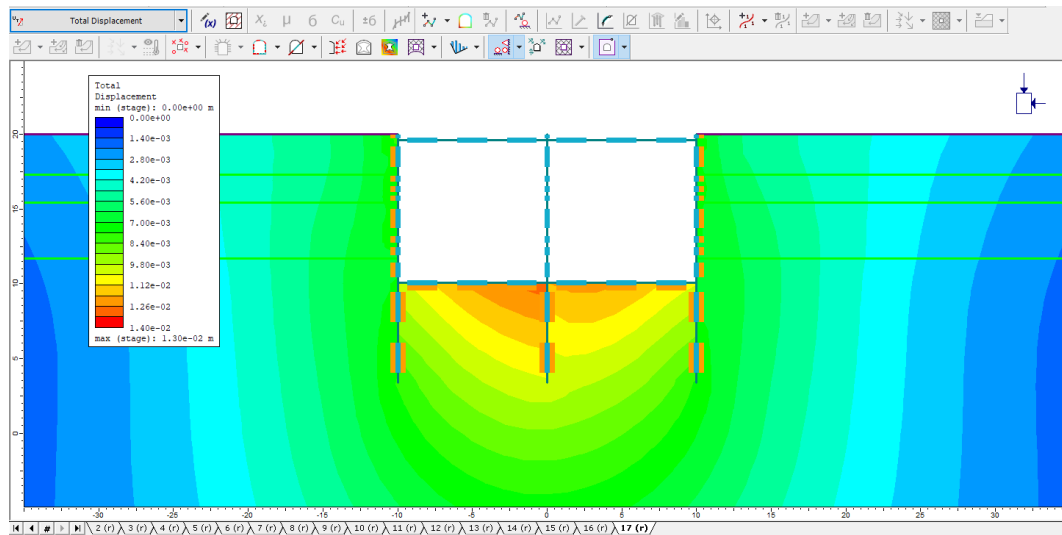 Total Displacement
(x)
Total
Displacement
min (stage): 0.00e+00 m
0.00e+00
1.40e-03
2.80e-03
4.20e-03
5.60e-03
7.00e-03
8.40e-03
9.80e-03
1.12e-02
1.26e-02
1.40e-02
max (stage): 1.30e-02 m
20
15
10
5
0
-30 -25 -20 -15 -10 -5 0 5 10 15 20 25 30
2 (r) 3 (r) 4 (r) 5 (r) 6 (r) 7 (r) 8 (r) 9 (r) 10 (r) 11 (r) 12 (r) 13 (r) 14 (r) 15 (r) 16 (r) 17 (r)